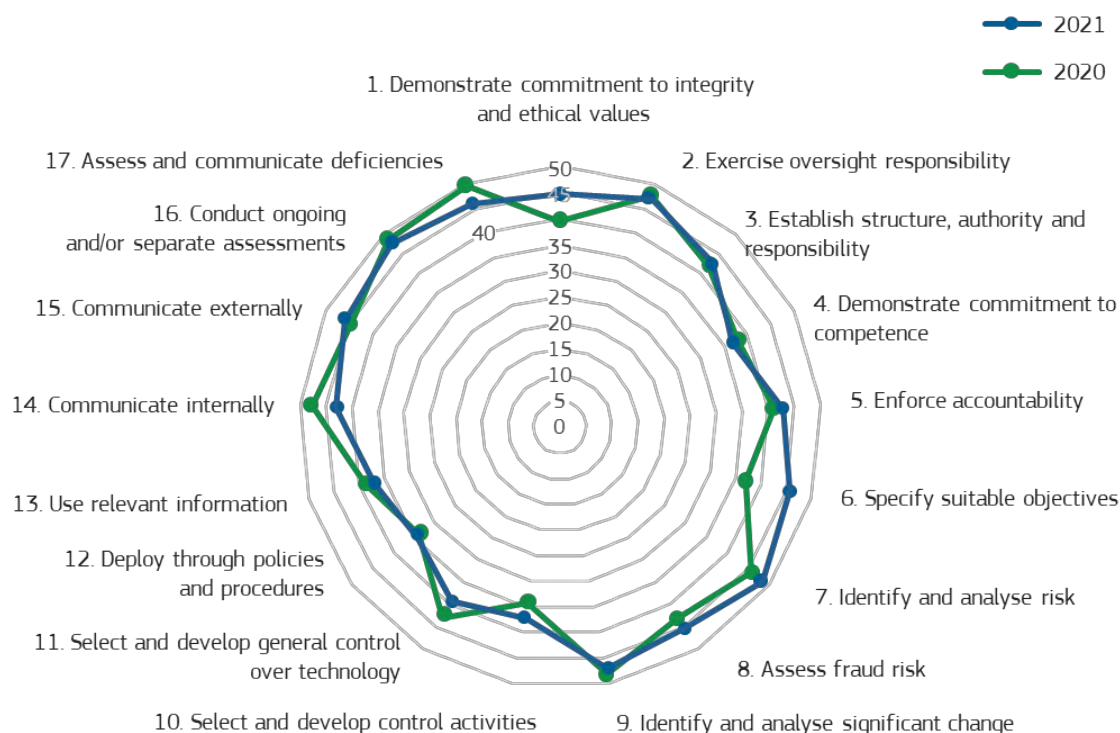 2021
2020
1. Demonstrate commitment to integrity
and ethical values
17. Assess and communicate deficiencies
2. Exercise oversight responsibility
16. Conduct ongoing
and/or separate assessments
3. Establish structure, authority and
responsibility
15. Communicate externally
4. Demonstrate commitment to
competence
14. Communicate internally
5. Enforce accountability
13. Use relevant information
6. Specify suitable objectives
12. Deploy through policies
and procedures
7. Identify and analyse risk
11. Select and develop general control
over technology
8. Assess fraud risk
10. Select and develop control activities
9. Identify and analyse significant change
50
45
40
35
30
25
20
15
10
5
0